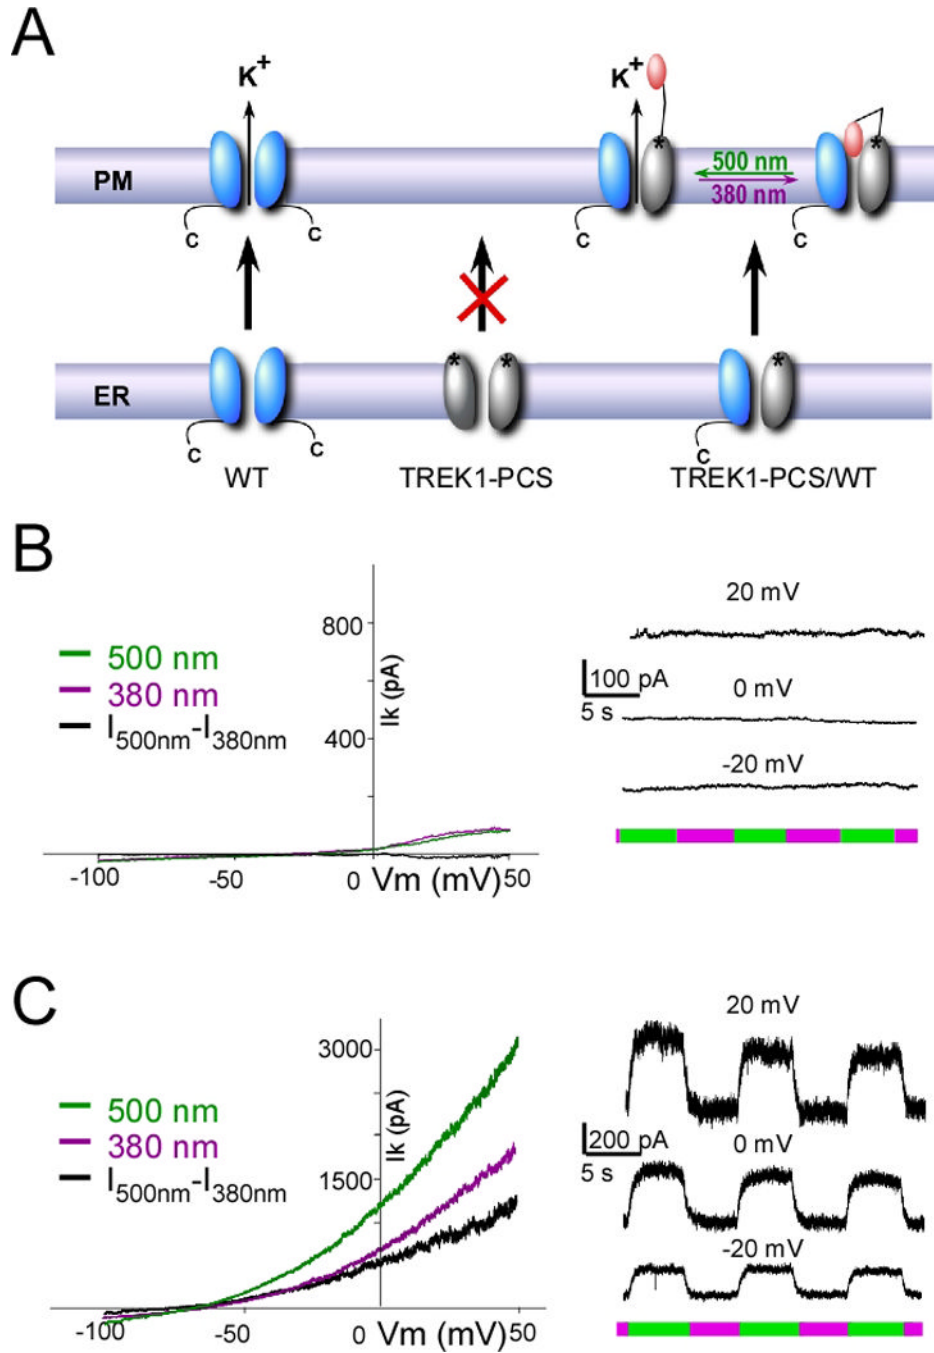 A
K+
K+
PM
500 nm
380 nm
C
C
C
C
ER
C
C
C
WT
TREK1-PCS
TREK1-PCS/WT
B
500 nm
380 nm
I500nm-I380nm
800
400
Ik (pA)
-100
-50
0
Vm (mV)
50
20 mV
100 pA
5 s
0 mV
-20 mV
C
500 nm
380 nm
I500nm-I380nm
3000
1500
Ik (pA)
-100
-50
0
Vm (mV)
50
20 mV
200 pA
5 s
0 mV
-20 mV